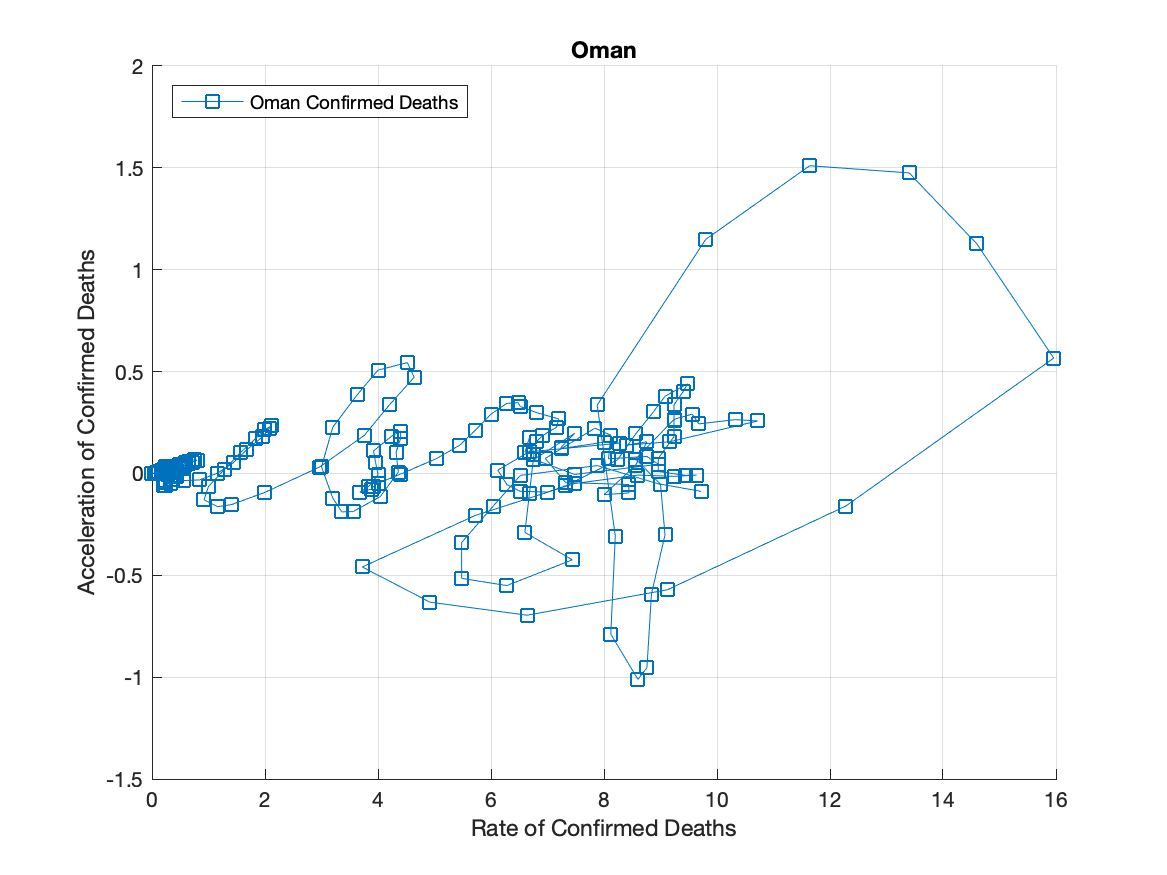 Oman
2
Oman Confirmed Deaths
1.5
1
0.5
0
-0.5
-1
-1.5
Acceleration of Confirmed Deaths
0 2 4 6 8 10 12 14 16
Rate of Confirmed Deaths